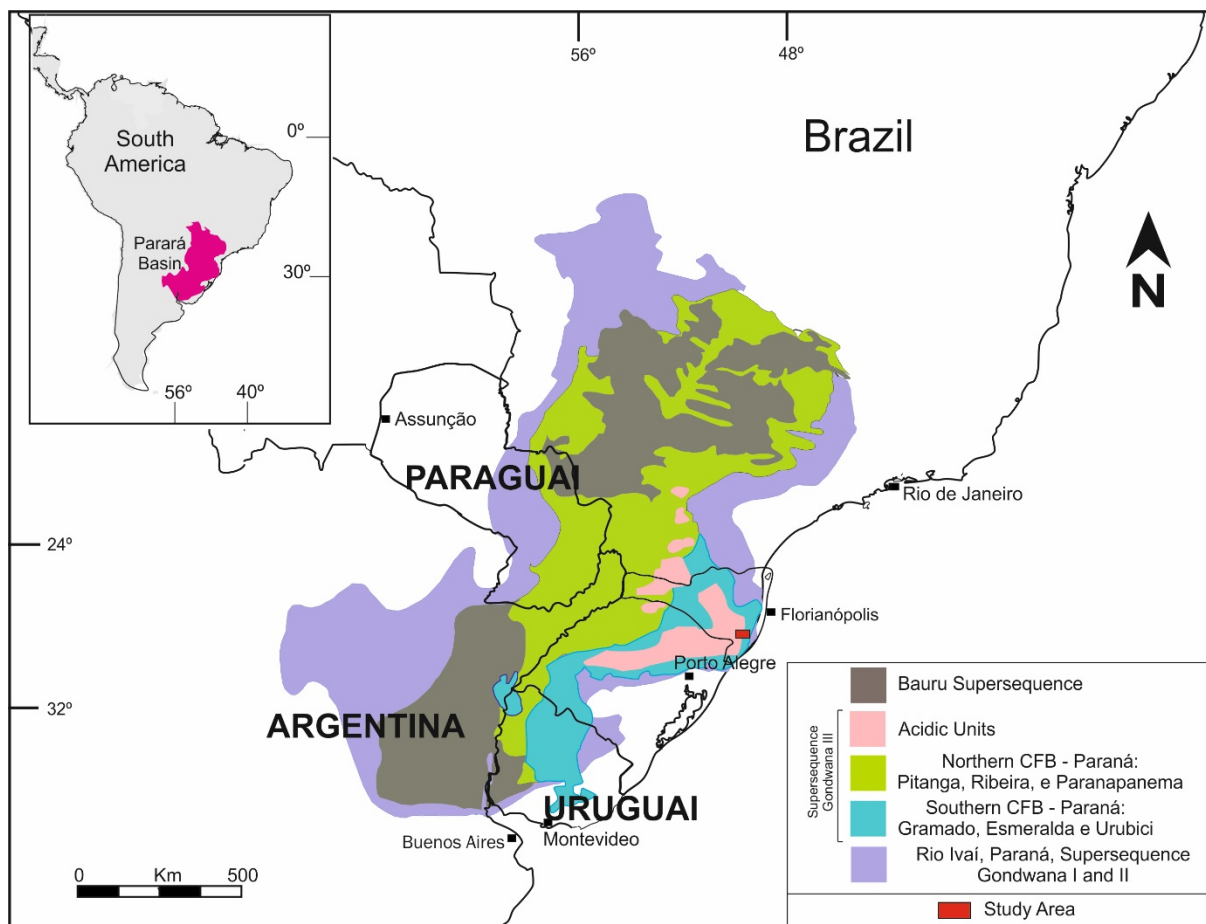 South
America
0º
Parará
Basin
30º
56º 40º
56º 48º
Brazil
N
Assunção
PARAGUAI
Rio de Janeiro
24º
Florianópolis
Porto Alegre
32º
ARGENTINA
URUGUAI
Buenos Aires
Montevideo
0 Km 500
Bauru Supersequence
Supersequence
Gondwana III
Acidic Units
Northern CFB - Paraná:
Pitanga, Ribeira, e Paranapanema
Southern CFB - Paraná:
Gramado, Esmeralda e Urubici
Rio Ivaí, Paraná, Supersequence
Gondwana I and II
Study Area